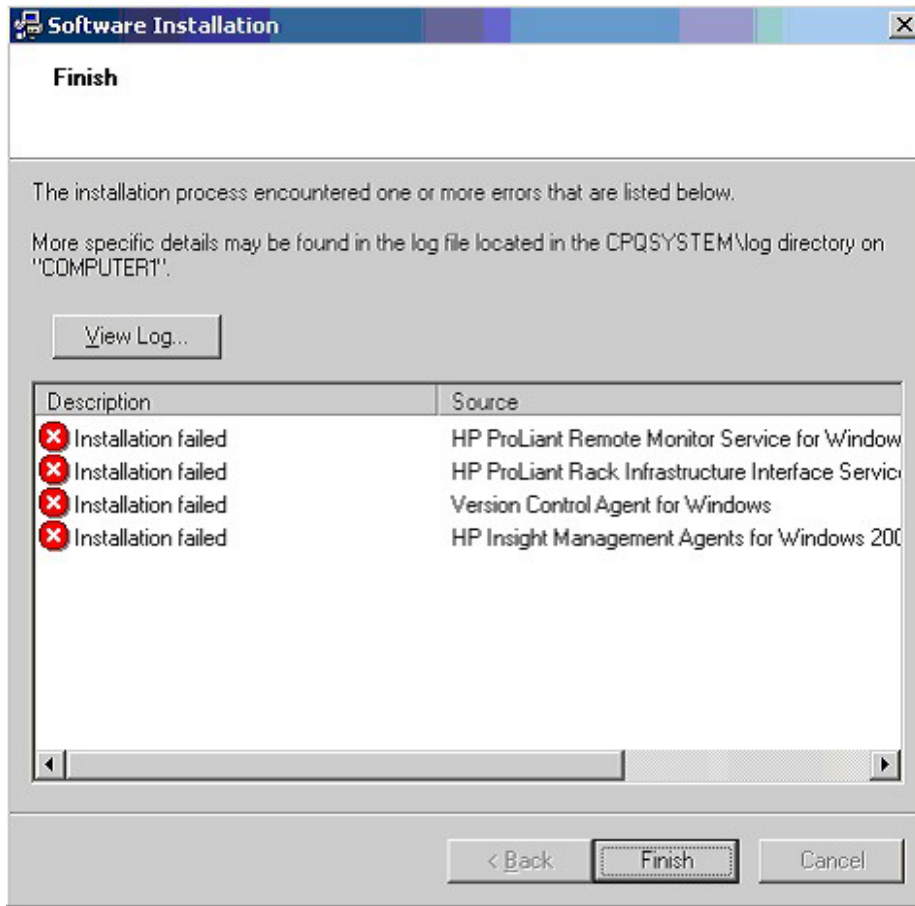 Software Installation
Finish
The installation process encountered one or more errors that are listed below.
More specific details may be found in the log file located in the CPQSYSTEM\log directory on
"COMPUTER1".
View Log...
Description Source
Installation failed HP ProLiant Remote Monitor Service for Window
Installation failed HP ProLiant Rack Infrastructure Interface Servic
Installation failed Version Control Agent for Windows
Installation failed HP Insight Management Agents for Windows 200
< Back Finish Cancel